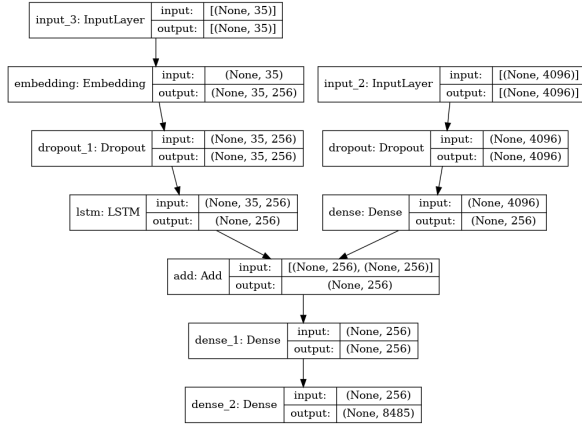 input_3: InputLayer
input: [(None, 35)]
output: [(None, 35)]
embedding: Embedding
input: (None, 35)
output: (None, 35, 256)
input_2: InputLayer
input: [(None, 4096)]
output: [(None, 4096)]
dropout_1: Dropout
input: (None, 35, 256)
output: (None, 35, 256)
dropout: Dropout
input: (None, 4096)
output: (None, 4096)
lstm: LSTM
input: (None, 35, 256)
output: (None, 256)
dense: Dense
input: (None, 4096)
output: (None, 256)
add: Add
input: [(None, 256), (None, 256)]
output: (None, 256)
dense_1: Dense
input: (None, 256)
output: (None, 256)
dense_2: Dense
input: (None, 256)
output: (None, 8485)